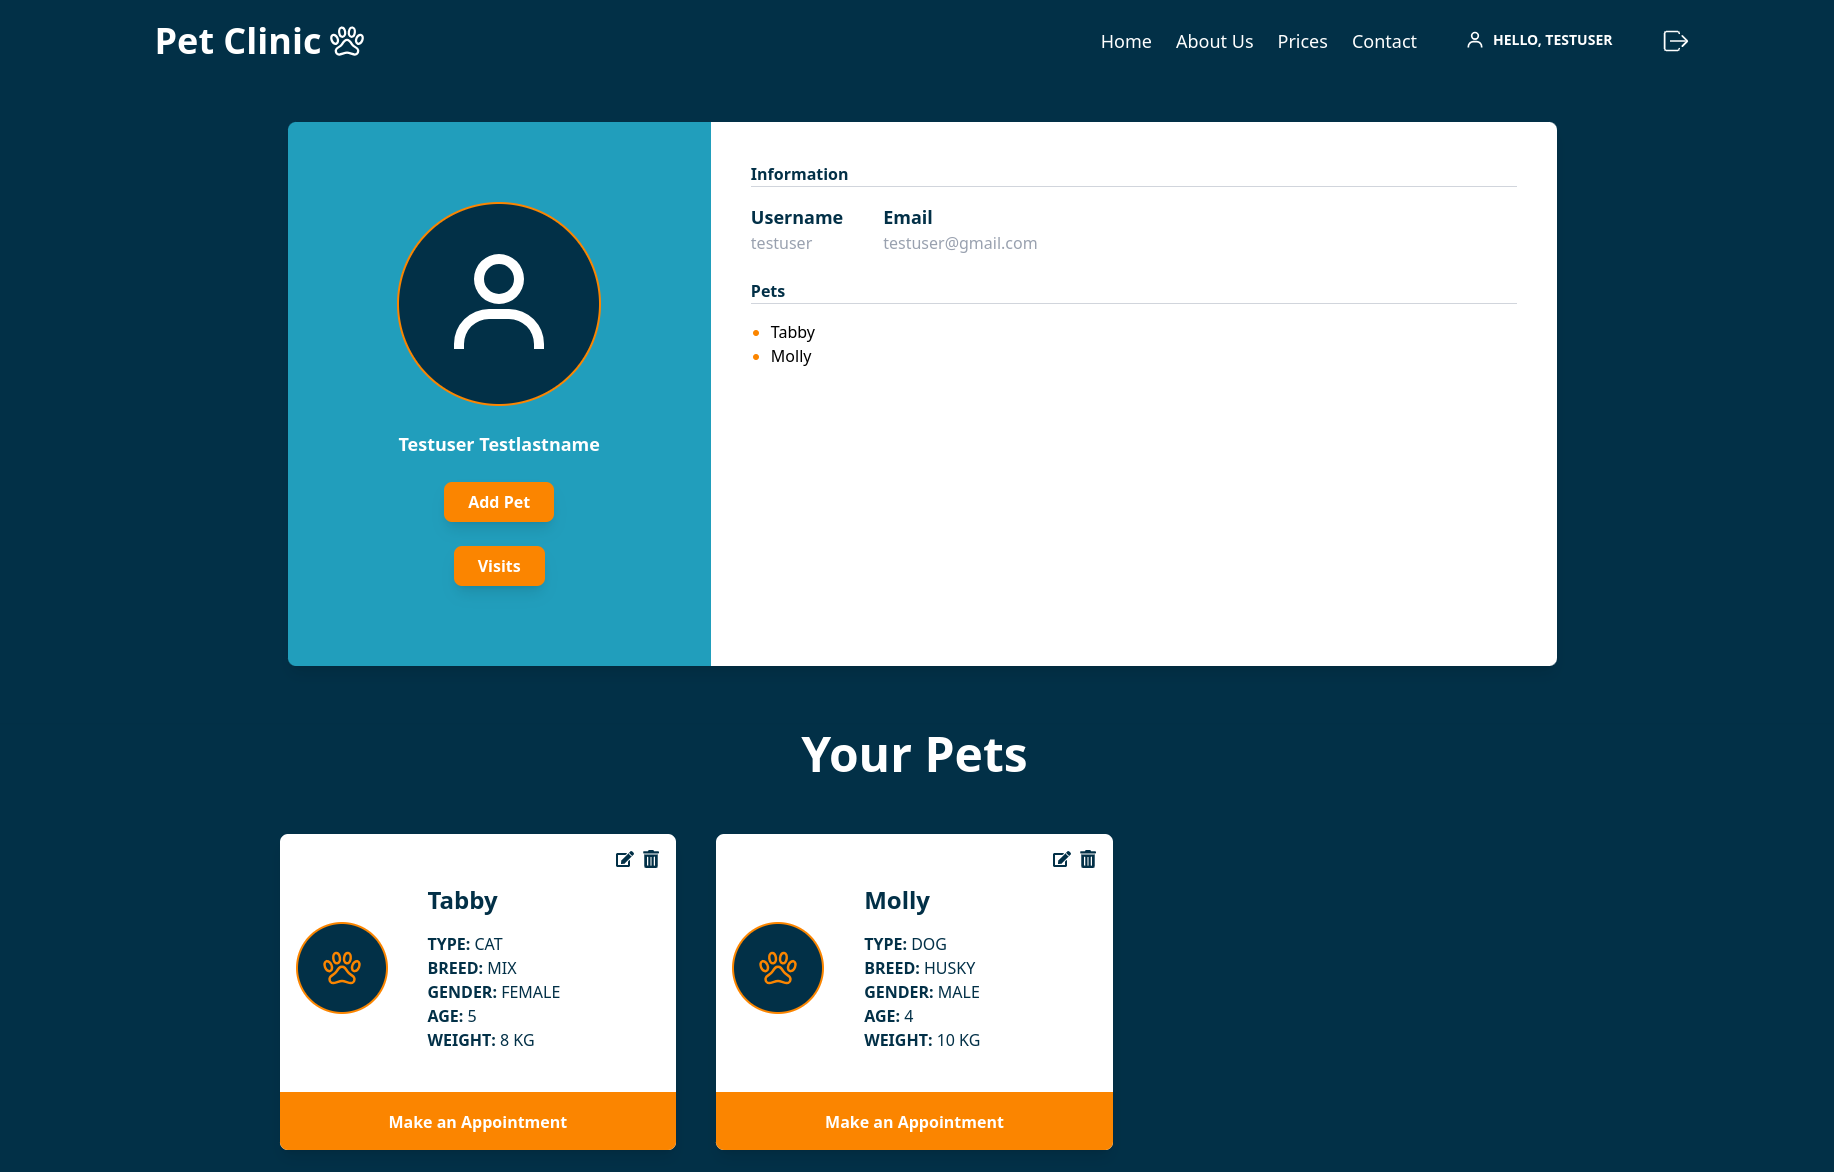 Pet Clinic
Home About Us Prices Contact HELLO, TESTUSER
Testuser Testlastname
Add Pet
Visits
Information
Username Email
testuser testuser@gmail.com
Pets
Tabby
Molly
Your Pets
Tabby
TYPE: CAT
BREED: MIX
GENDER: FEMALE
AGE: 5
WEIGHT: 8 KG
Make an Appointment
Molly
TYPE: DOG
BREED: HUSKY
GENDER: MALE
AGE: 4
WEIGHT: 10 KG
Make an Appointment